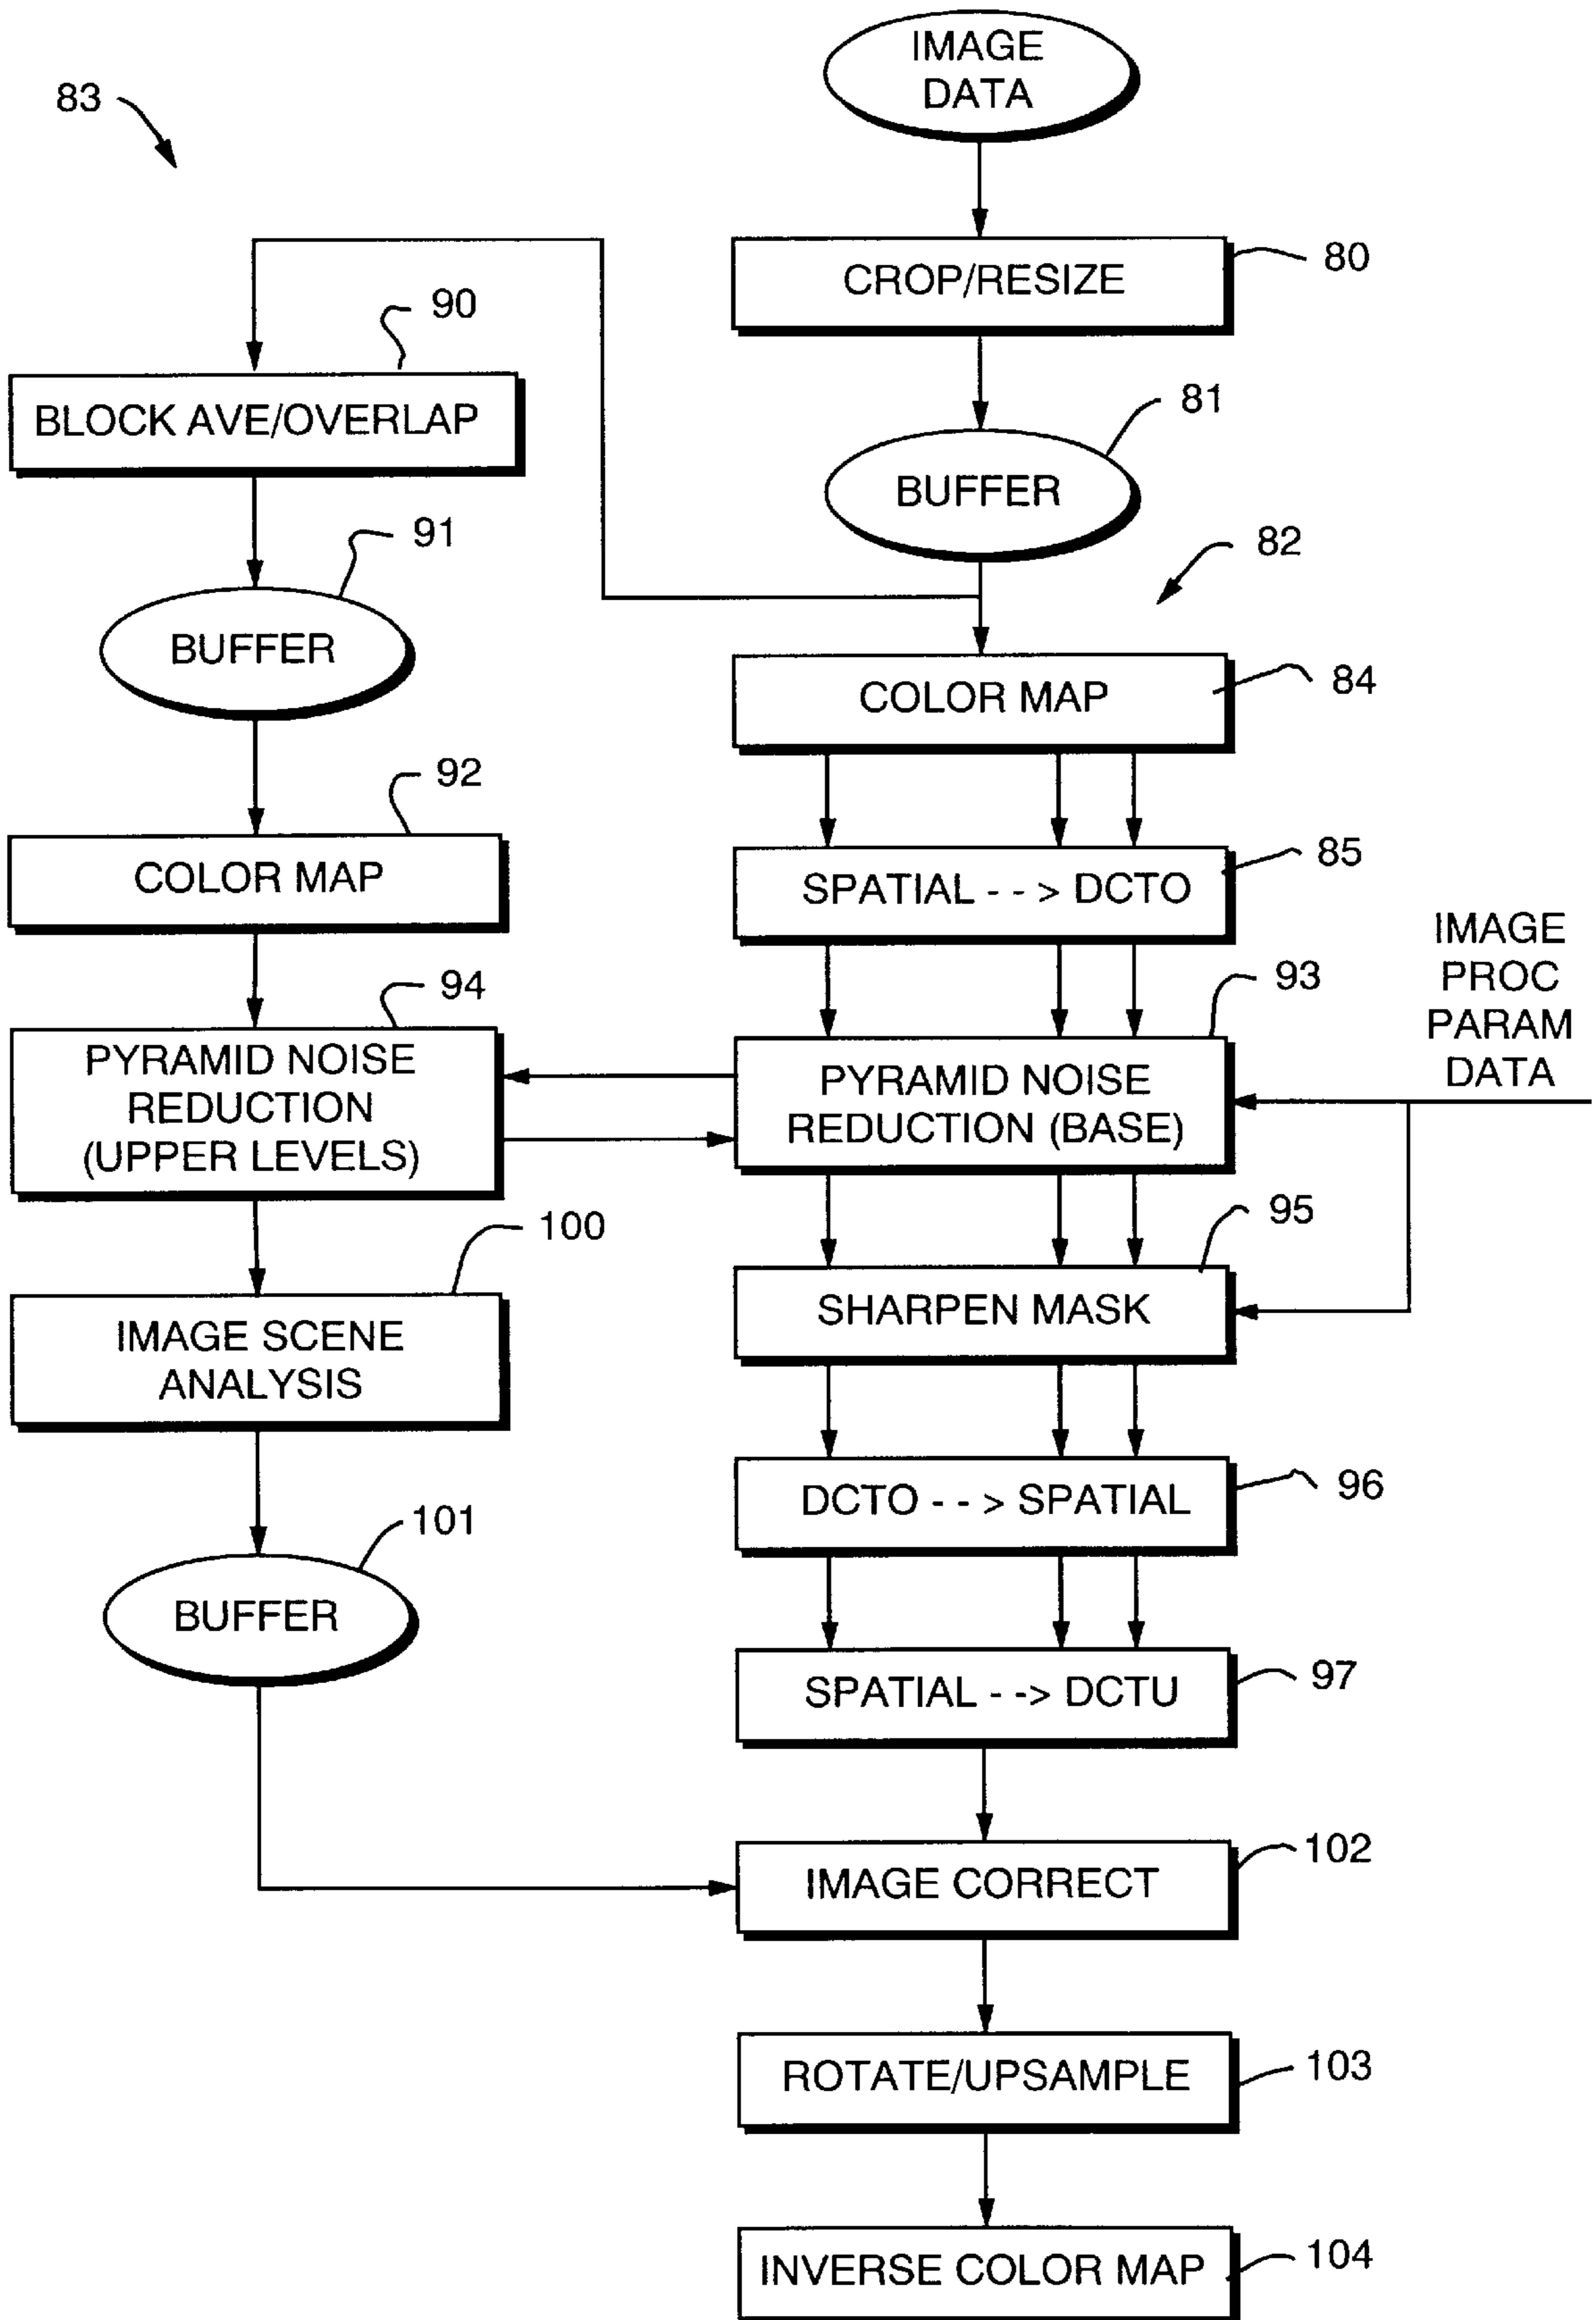 IMAGE
DATA
83
CROP/RESIZE
80
90
BLOCK AVE/OVERLAP
81
BUFFER
91
82
BUFFER
COLOR MAP
84
92
COLOR MAP
SPATIAL - - > DCTO
85
IMAGE
PROC
PARAM
DATA
94
PYRAMID NOISE
REDUCTION
(UPPER LEVELS)
93
PYRAMID NOISE
REDUCTION (BASE)
100
IMAGE SCENE
ANALYSIS
95
SHARPEN MASK
DCTO - - > SPATIAL
96
101
BUFFER
SPATIAL - -> DCTU
97
IMAGE CORRECT
102
ROTATE/UPSAMPLE
103
INVERSE COLOR MAP
104